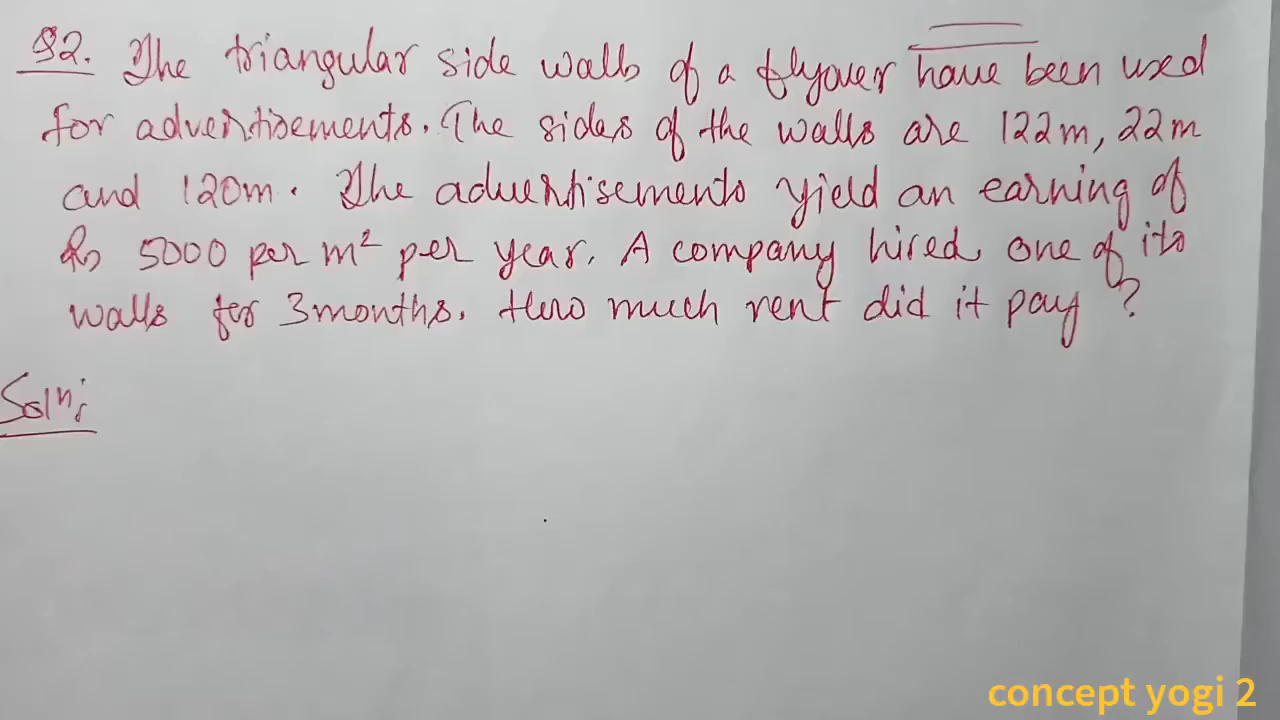 Q2. The triangular side walls of a flyover have been used
for advertisements. The sides of the walls are 122m, 22m
and 120m. The advertisements yield an earning of
Rs 5000 per m² per year. A company hired one of its
walls for 3 months. How much rent did it pay ?
Soln:
concept yogi 2